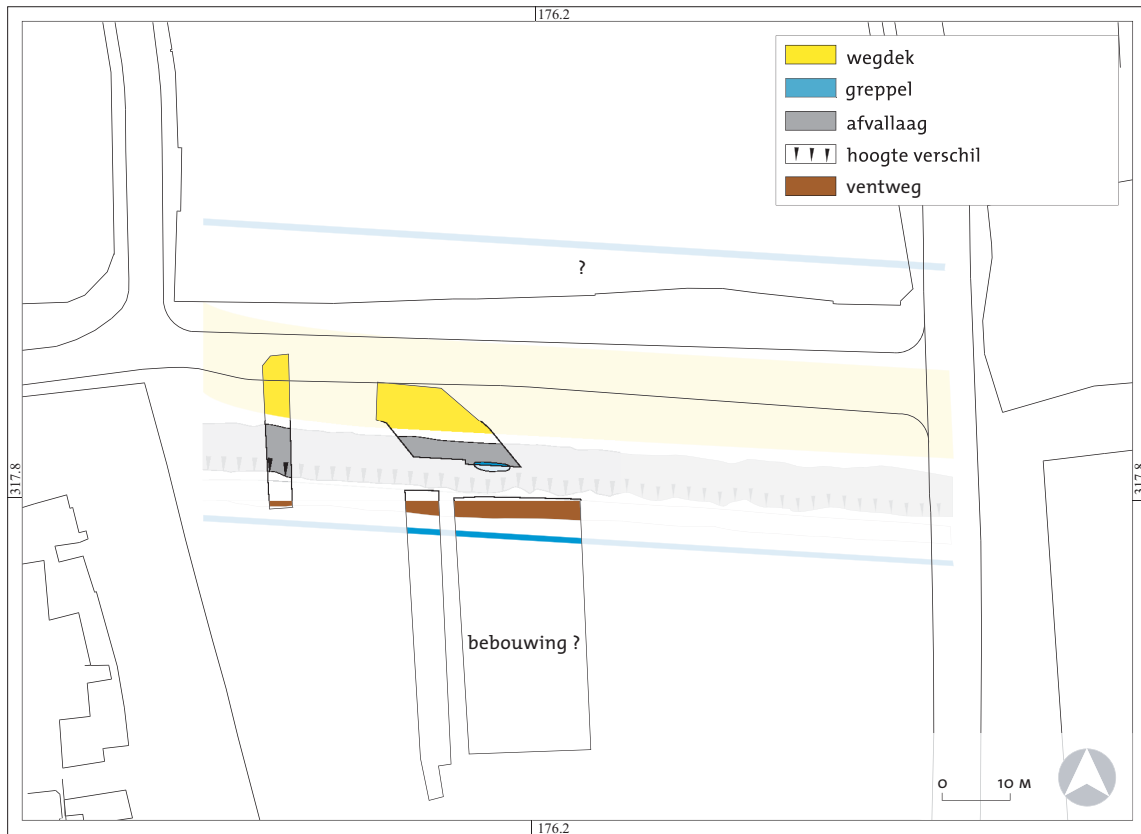 176.2
wegdek
greppel
afvallaag
hoogte verschil
ventweg
?
317.8
317.8
bebouwing ?
0 10 M
176.2